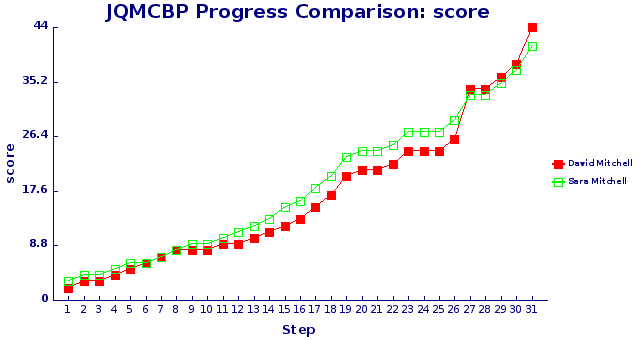 JQMCBP Progress Comparison: score
44
35.2
26.4
17.6
8.8
0
score
1 2 3 4 5 6 7 8 9 10 11 12 13 14 15 16 17 18 19 20 21 22 23 24 25 26 27 28 29 30 31
Step
David Mitchell
Sara Mitchell